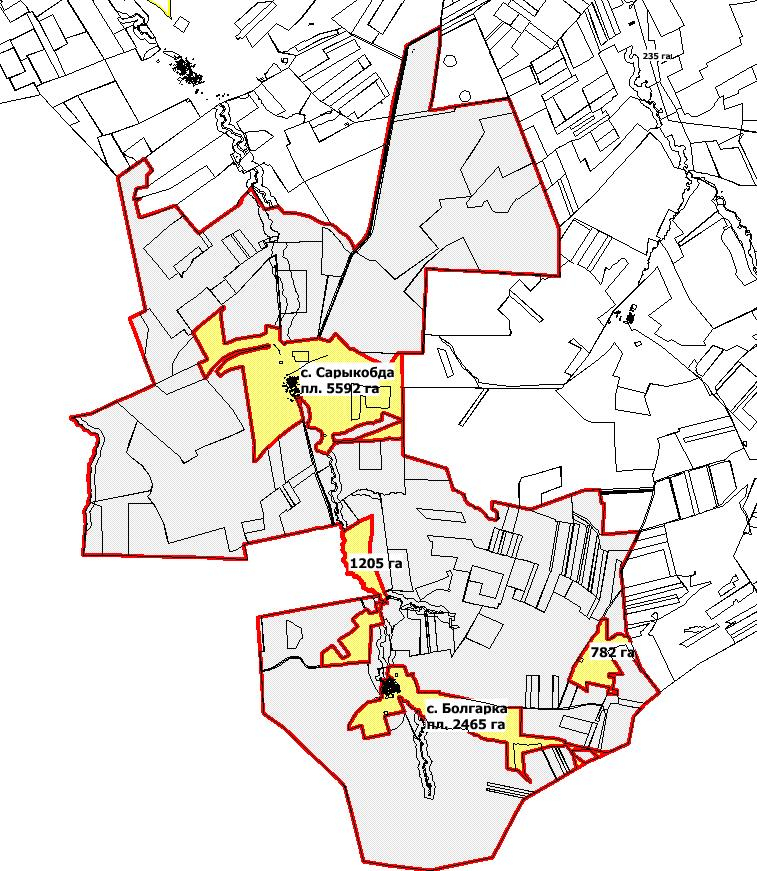 235 га
с. Сарыкобда
пл. 5592 га
1205 га
782 га
с. Болгарка
пл. 2465 га